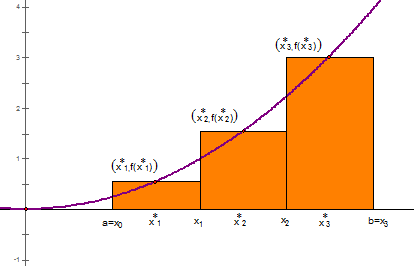 4
3
2
1
-1
(x*3,f(x*3))
(x*2,f(x*2))
(x*1,f(x*1))
a=x0 x*1 x1 x*2 x2 x*3 b=x3